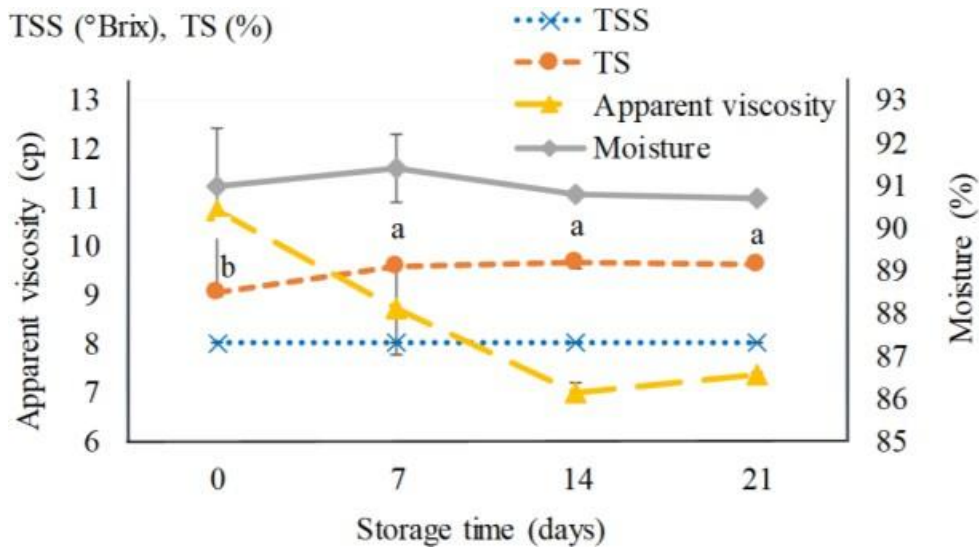 TSS (°Brix), TS (%)
TSS
TS
Apparent viscosity
Moisture
Apparent viscosity (cp)
13
12
11
10
9
8
7
6
b
a
a
a
93
92
91
90
89
88
87
86
85
Moisture (%)
0 7 14 21
Storage time (days)